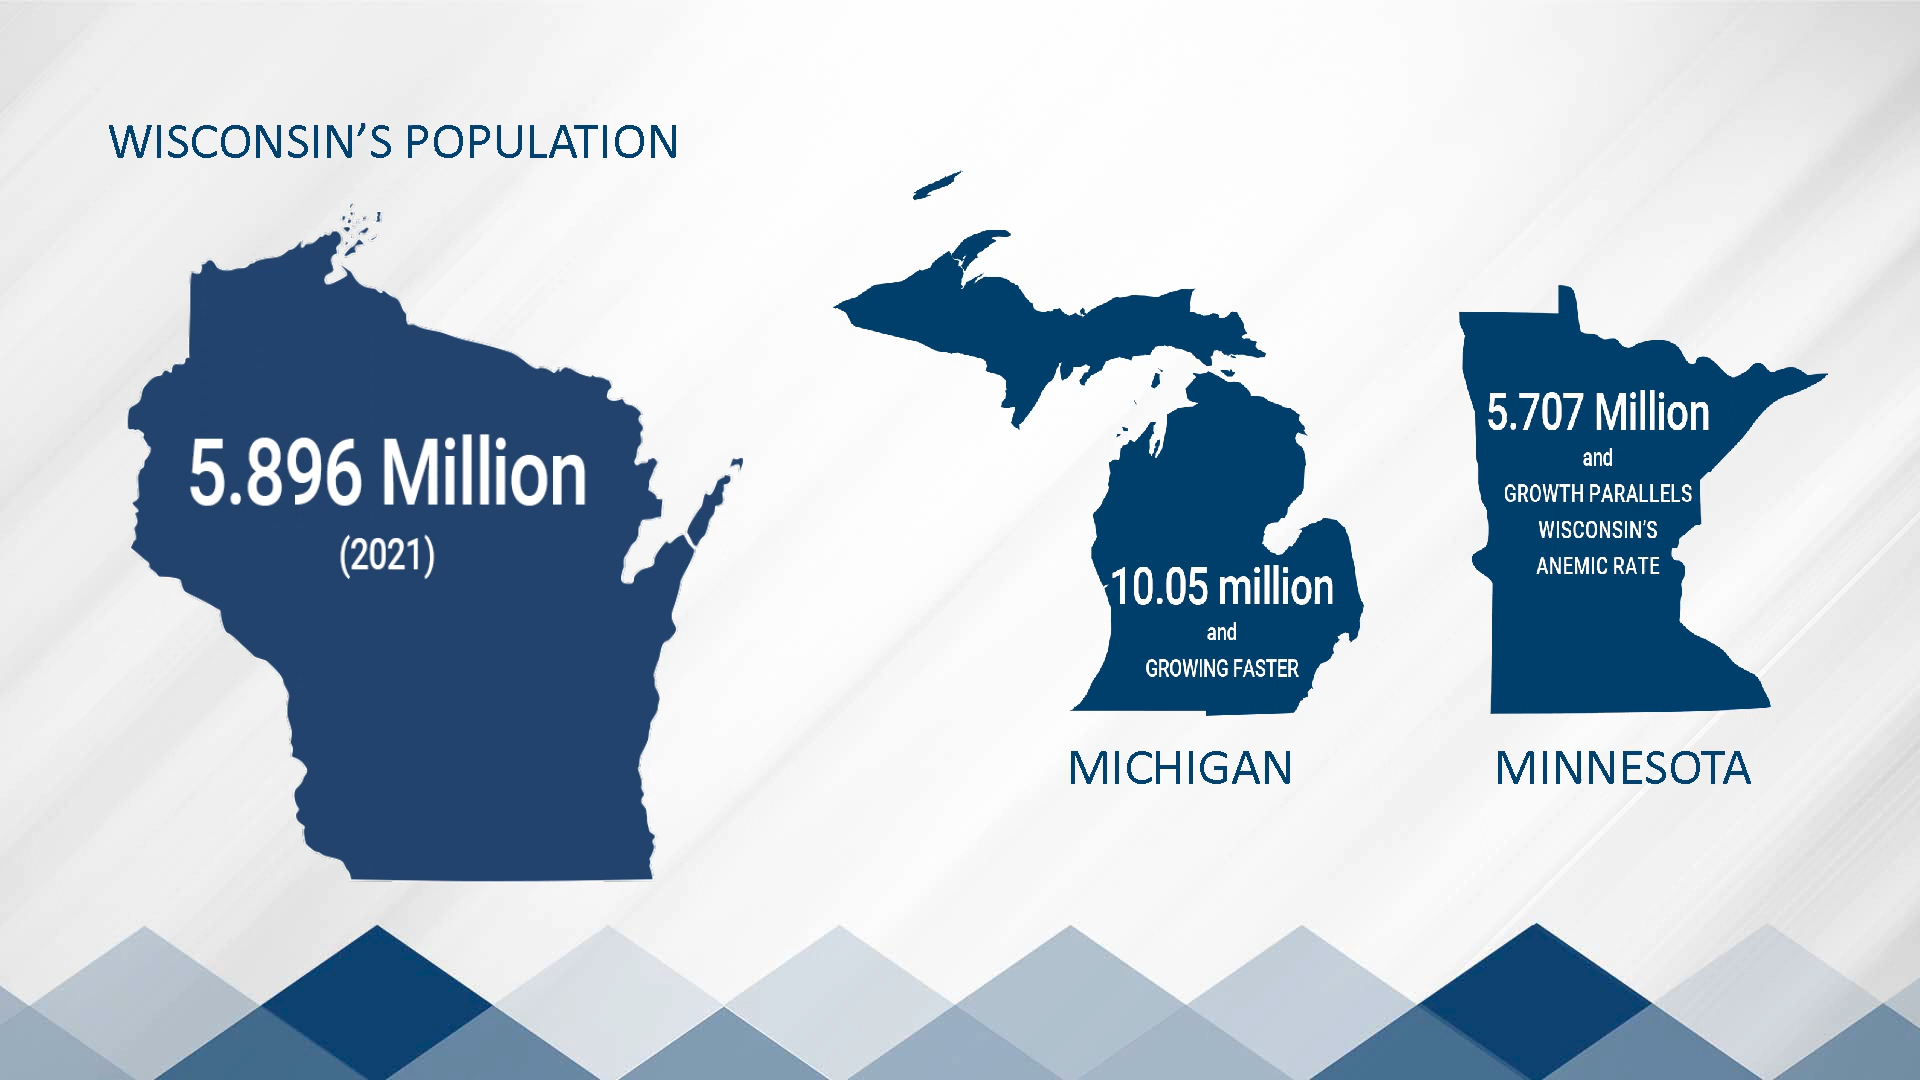 WISCONSIN’S POPULATION
5.896 Million
(2021)
10.05 million
and
GROWING FASTER
MICHIGAN
5.707 Million
and
GROWTH PARALLELS
WISCONSIN’S
ANEMIC RATE
MINNESOTA